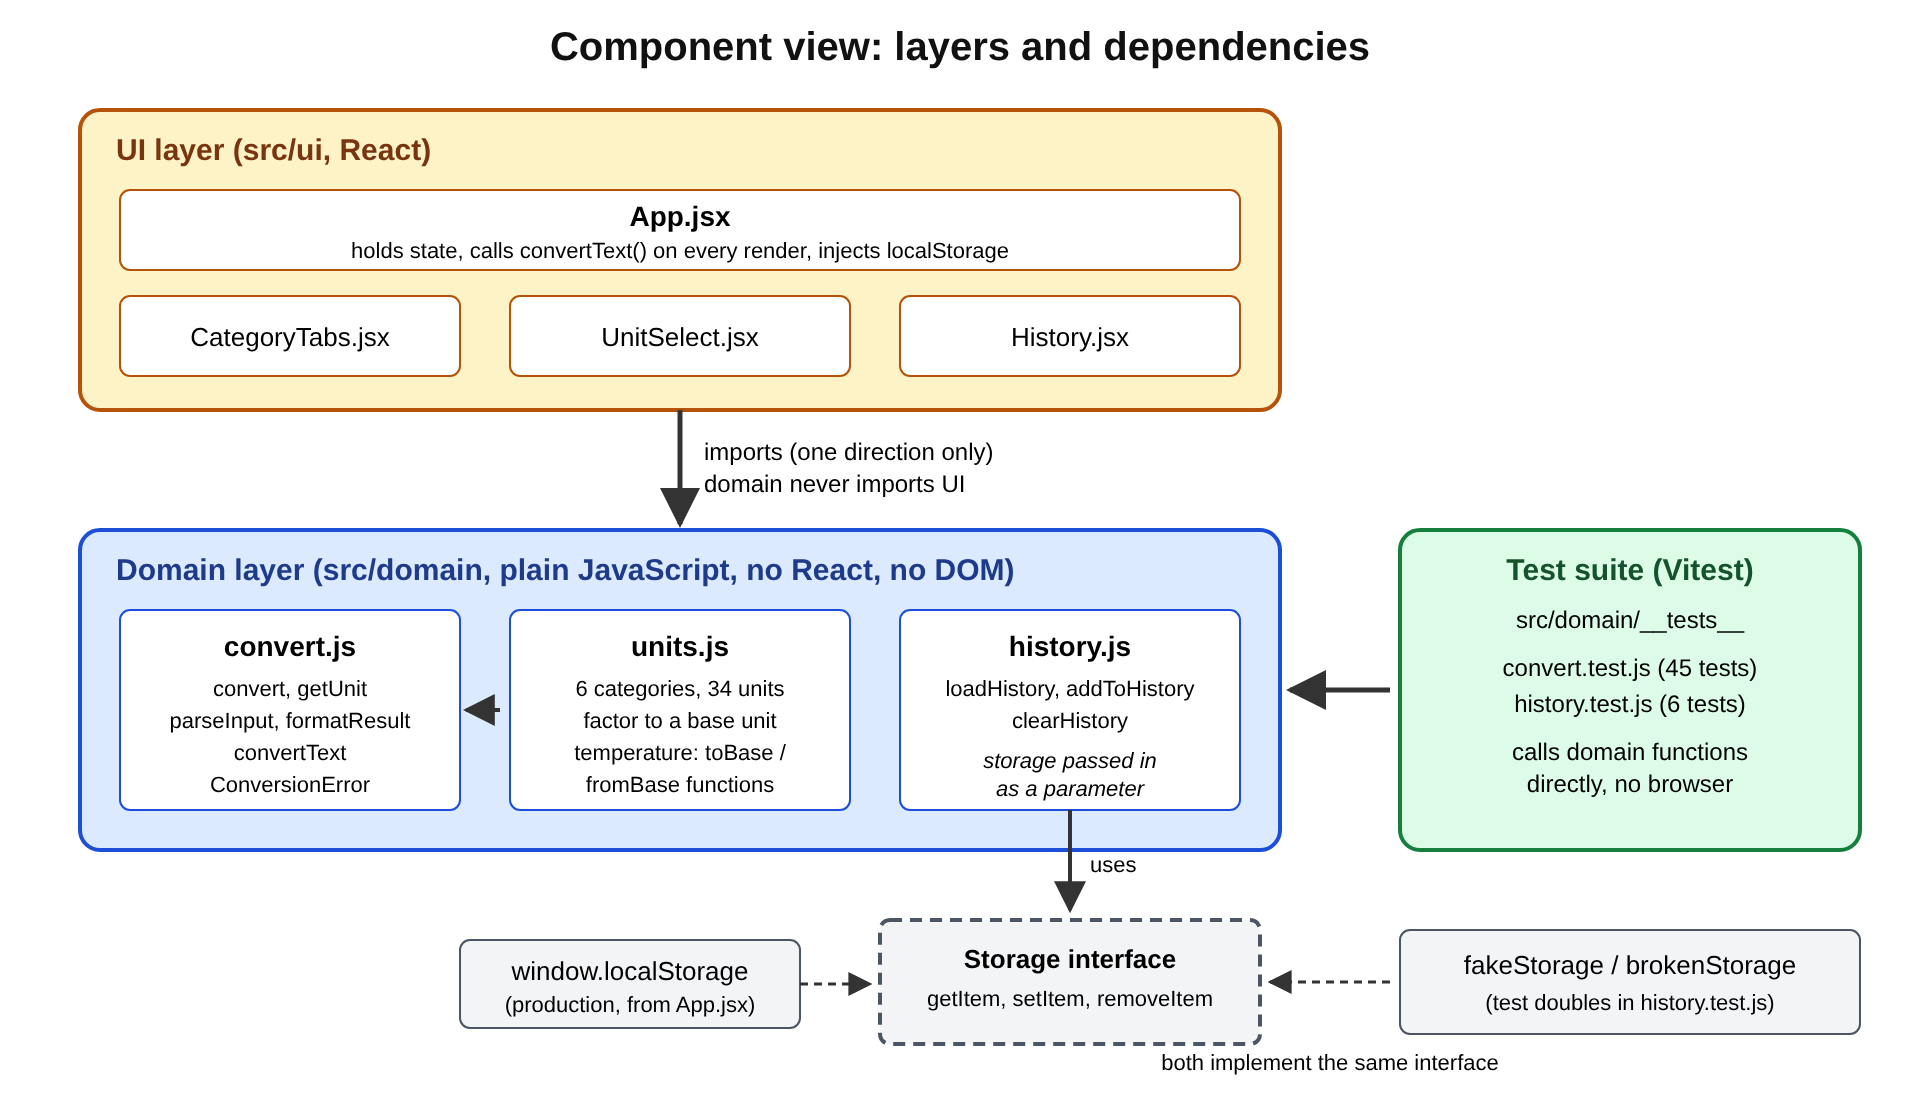 Component view: layers and dependencies
UI layer (src/ui, React)
App.jsx
holds state, calls convertText() on every render, injects localStorage
CategoryTabs.jsx
UnitSelect.jsx
History.jsx
imports (one direction only)
domain never imports UI
Domain layer (src/domain, plain JavaScript, no React, no DOM)
convert.js
convert, getUnit
parseInput, formatResult
convertText
ConversionError
units.js
6 categories, 34 units
factor to a base unit
temperature: toBase /
fromBase functions
history.js
loadHistory, addToHistory
clearHistory
storage passed in
as a parameter
Test suite (Vitest)
src/domain/__tests__
convert.test.js (45 tests)
history.test.js (6 tests)
calls domain functions
directly, no browser
uses
window.localStorage
(production, from App.jsx)
Storage interface
getItem, setItem, removeItem
fakeStorage / brokenStorage
(test doubles in history.test.js)
both implement the same interface